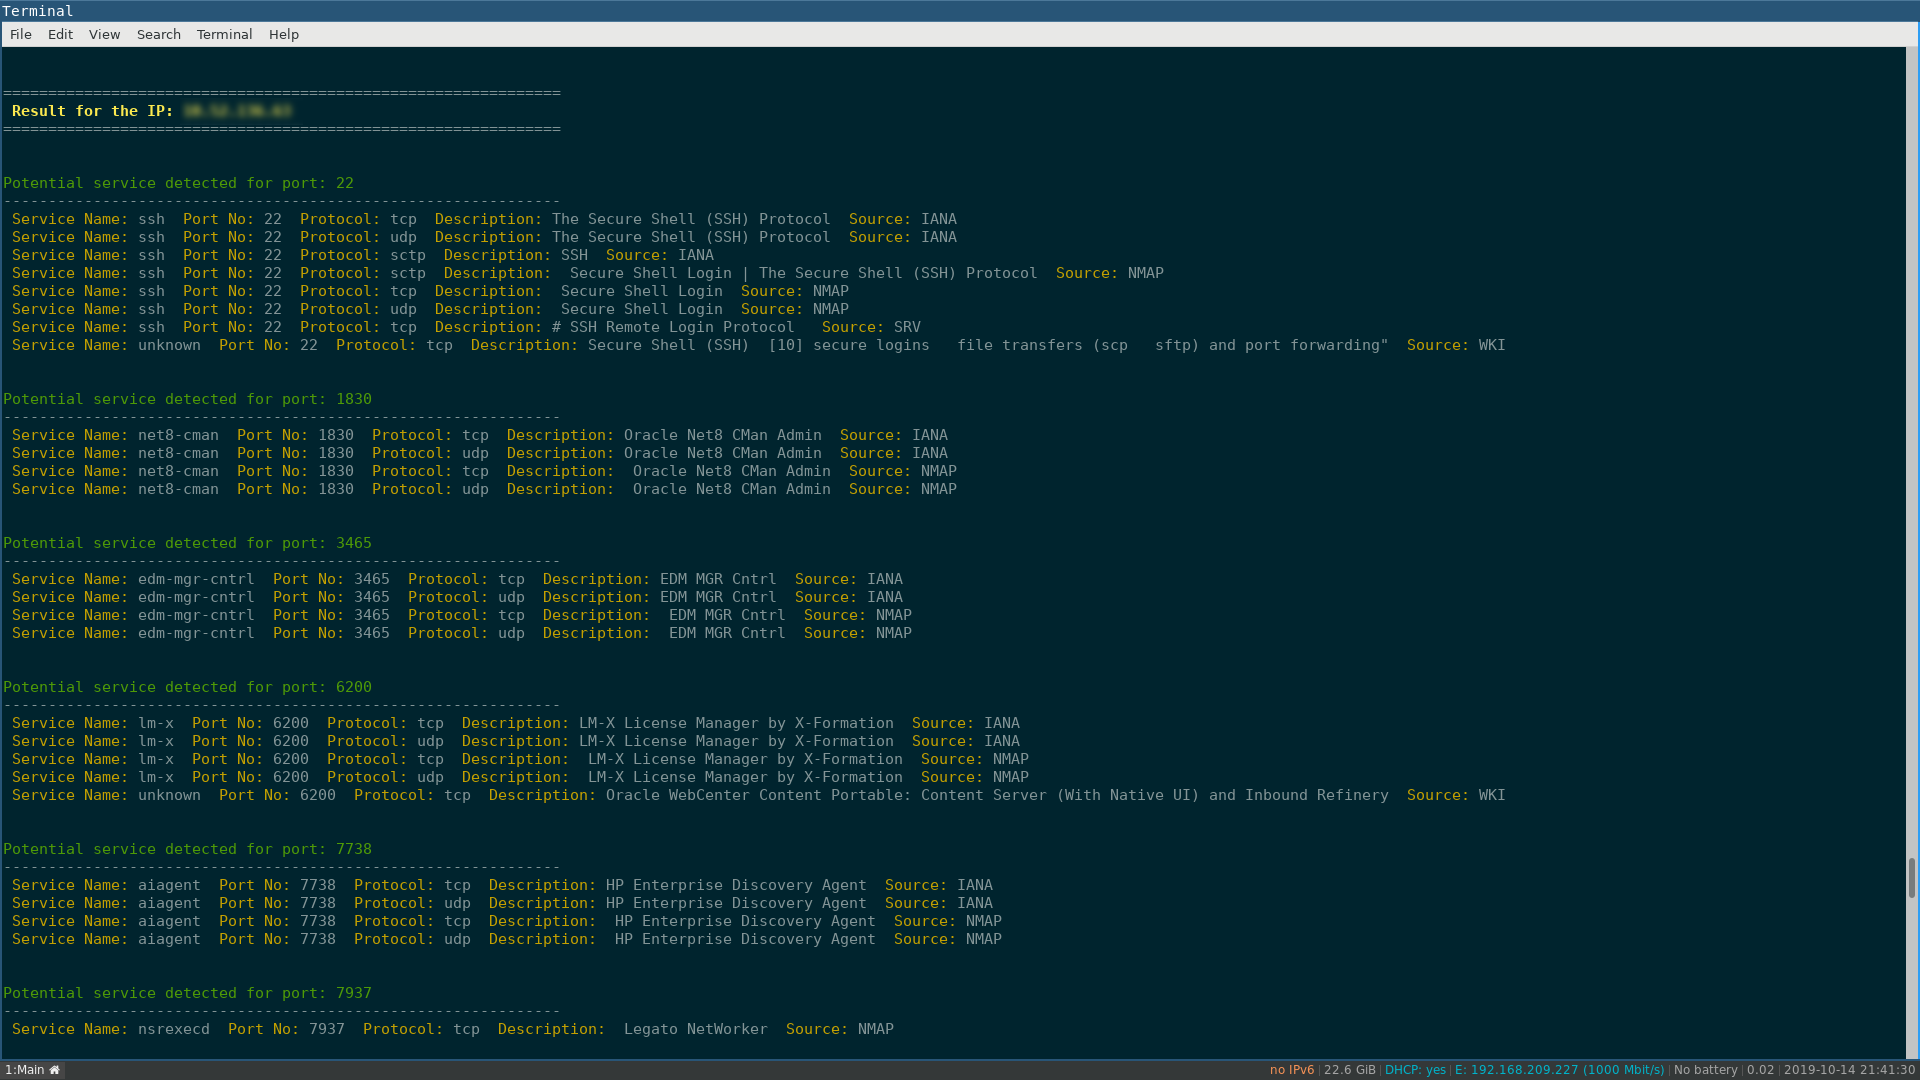 Terminal
File Edit View Search Terminal Help
==============================================================
Result for the IP:
==============================================================
Potential service detected for port: 22
--------------------------------------------------------------
Service Name: ssh  Port No: 22  Protocol: tcp  Description: The Secure Shell (SSH) Protocol  Source: IANA
Service Name: ssh  Port No: 22  Protocol: udp  Description: The Secure Shell (SSH) Protocol  Source: IANA
Service Name: ssh  Port No: 22  Protocol: sctp  Description: SSH  Source: IANA
Service Name: ssh  Port No: 22  Protocol: sctp  Description:  Secure Shell Login | The Secure Shell (SSH) Protocol  Source: NMAP
Service Name: ssh  Port No: 22  Protocol: tcp  Description:  Secure Shell Login  Source: NMAP
Service Name: ssh  Port No: 22  Protocol: udp  Description:  Secure Shell Login  Source: NMAP
Service Name: ssh  Port No: 22  Protocol: tcp  Description: # SSH Remote Login Protocol   Source: SRV
Service Name: unknown  Port No: 22  Protocol: tcp  Description: Secure Shell (SSH)  [10] secure logins   file transfers (scp   sftp) and port forwarding"  Source: WKI
Potential service detected for port: 1830
--------------------------------------------------------------
Service Name: net8-cman  Port No: 1830  Protocol: tcp  Description: Oracle Net8 CMan Admin  Source: IANA
Service Name: net8-cman  Port No: 1830  Protocol: udp  Description: Oracle Net8 CMan Admin  Source: IANA
Service Name: net8-cman  Port No: 1830  Protocol: tcp  Description:  Oracle Net8 CMan Admin  Source: NMAP
Service Name: net8-cman  Port No: 1830  Protocol: udp  Description:  Oracle Net8 CMan Admin  Source: NMAP
Potential service detected for port: 3465
--------------------------------------------------------------
Service Name: edm-mgr-cntrl  Port No: 3465  Protocol: tcp  Description: EDM MGR Cntrl  Source: IANA
Service Name: edm-mgr-cntrl  Port No: 3465  Protocol: udp  Description: EDM MGR Cntrl  Source: IANA
Service Name: edm-mgr-cntrl  Port No: 3465  Protocol: tcp  Description:  EDM MGR Cntrl  Source: NMAP
Service Name: edm-mgr-cntrl  Port No: 3465  Protocol: udp  Description:  EDM MGR Cntrl  Source: NMAP
Potential service detected for port: 6200
--------------------------------------------------------------
Service Name: lm-x  Port No: 6200  Protocol: tcp  Description: LM-X License Manager by X-Formation  Source: IANA
Service Name: lm-x  Port No: 6200  Protocol: udp  Description: LM-X License Manager by X-Formation  Source: IANA
Service Name: lm-x  Port No: 6200  Protocol: tcp  Description:  LM-X License Manager by X-Formation  Source: NMAP
Service Name: lm-x  Port No: 6200  Protocol: udp  Description:  LM-X License Manager by X-Formation  Source: NMAP
Service Name: unknown  Port No: 6200  Protocol: tcp  Description: Oracle WebCenter Content Portable: Content Server (With Native UI) and Inbound Refinery  Source: WKI
Potential service detected for port: 7738
--------------------------------------------------------------
Service Name: aiagent  Port No: 7738  Protocol: tcp  Description: HP Enterprise Discovery Agent  Source: IANA
Service Name: aiagent  Port No: 7738  Protocol: udp  Description: HP Enterprise Discovery Agent  Source: IANA
Service Name: aiagent  Port No: 7738  Protocol: tcp  Description:  HP Enterprise Discovery Agent  Source: NMAP
Service Name: aiagent  Port No: 7738  Protocol: udp  Description:  HP Enterprise Discovery Agent  Source: NMAP
Potential service detected for port: 7937
--------------------------------------------------------------
Service Name: nsrexecd  Port No: 7937  Protocol: tcp  Description:  Legato NetWorker  Source: NMAP
1:Main no IPv6 | 22.6 GiB | DHCP: yes | E: 192.168.209.227 (1000 Mbit/s) | No battery | 0.02 | 2019-10-14 21:41:30